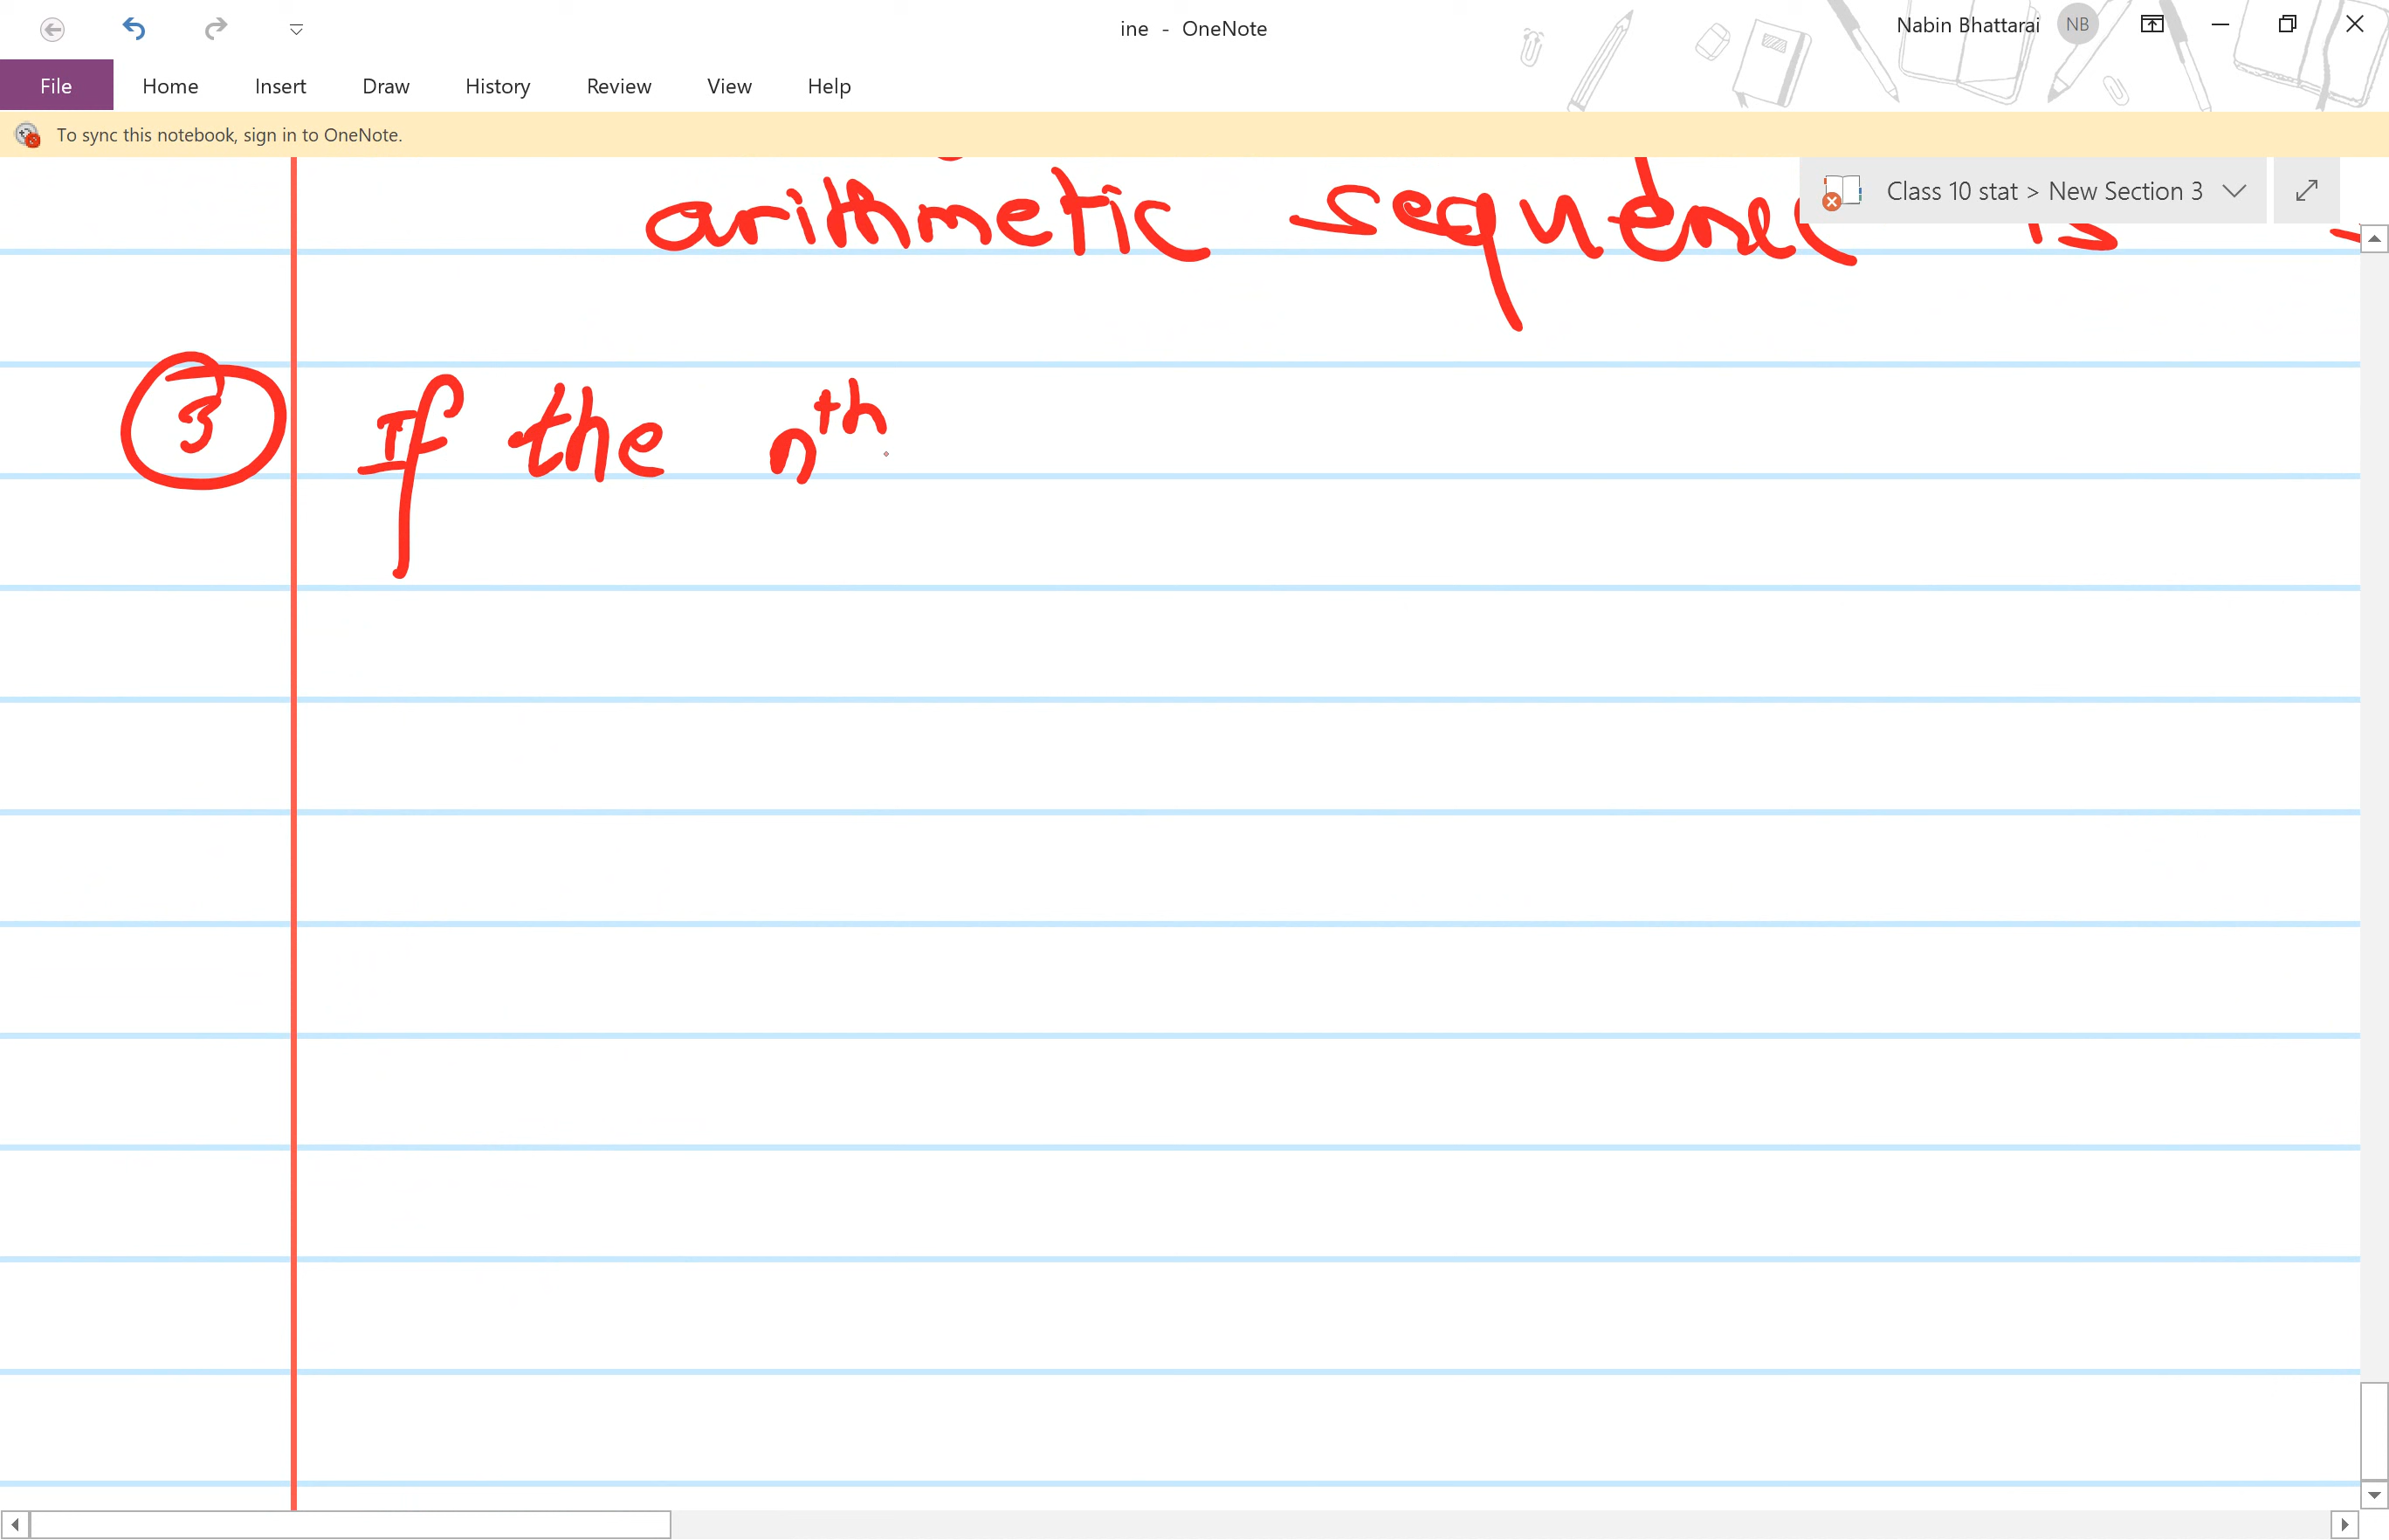 ine - OneNote
Nabin Bhattarai NB
File Home Insert Draw History Review View Help
To sync this notebook, sign in to OneNote.
Class 10 stat > New Section 3
arithmetic sequence is
3 If the nth